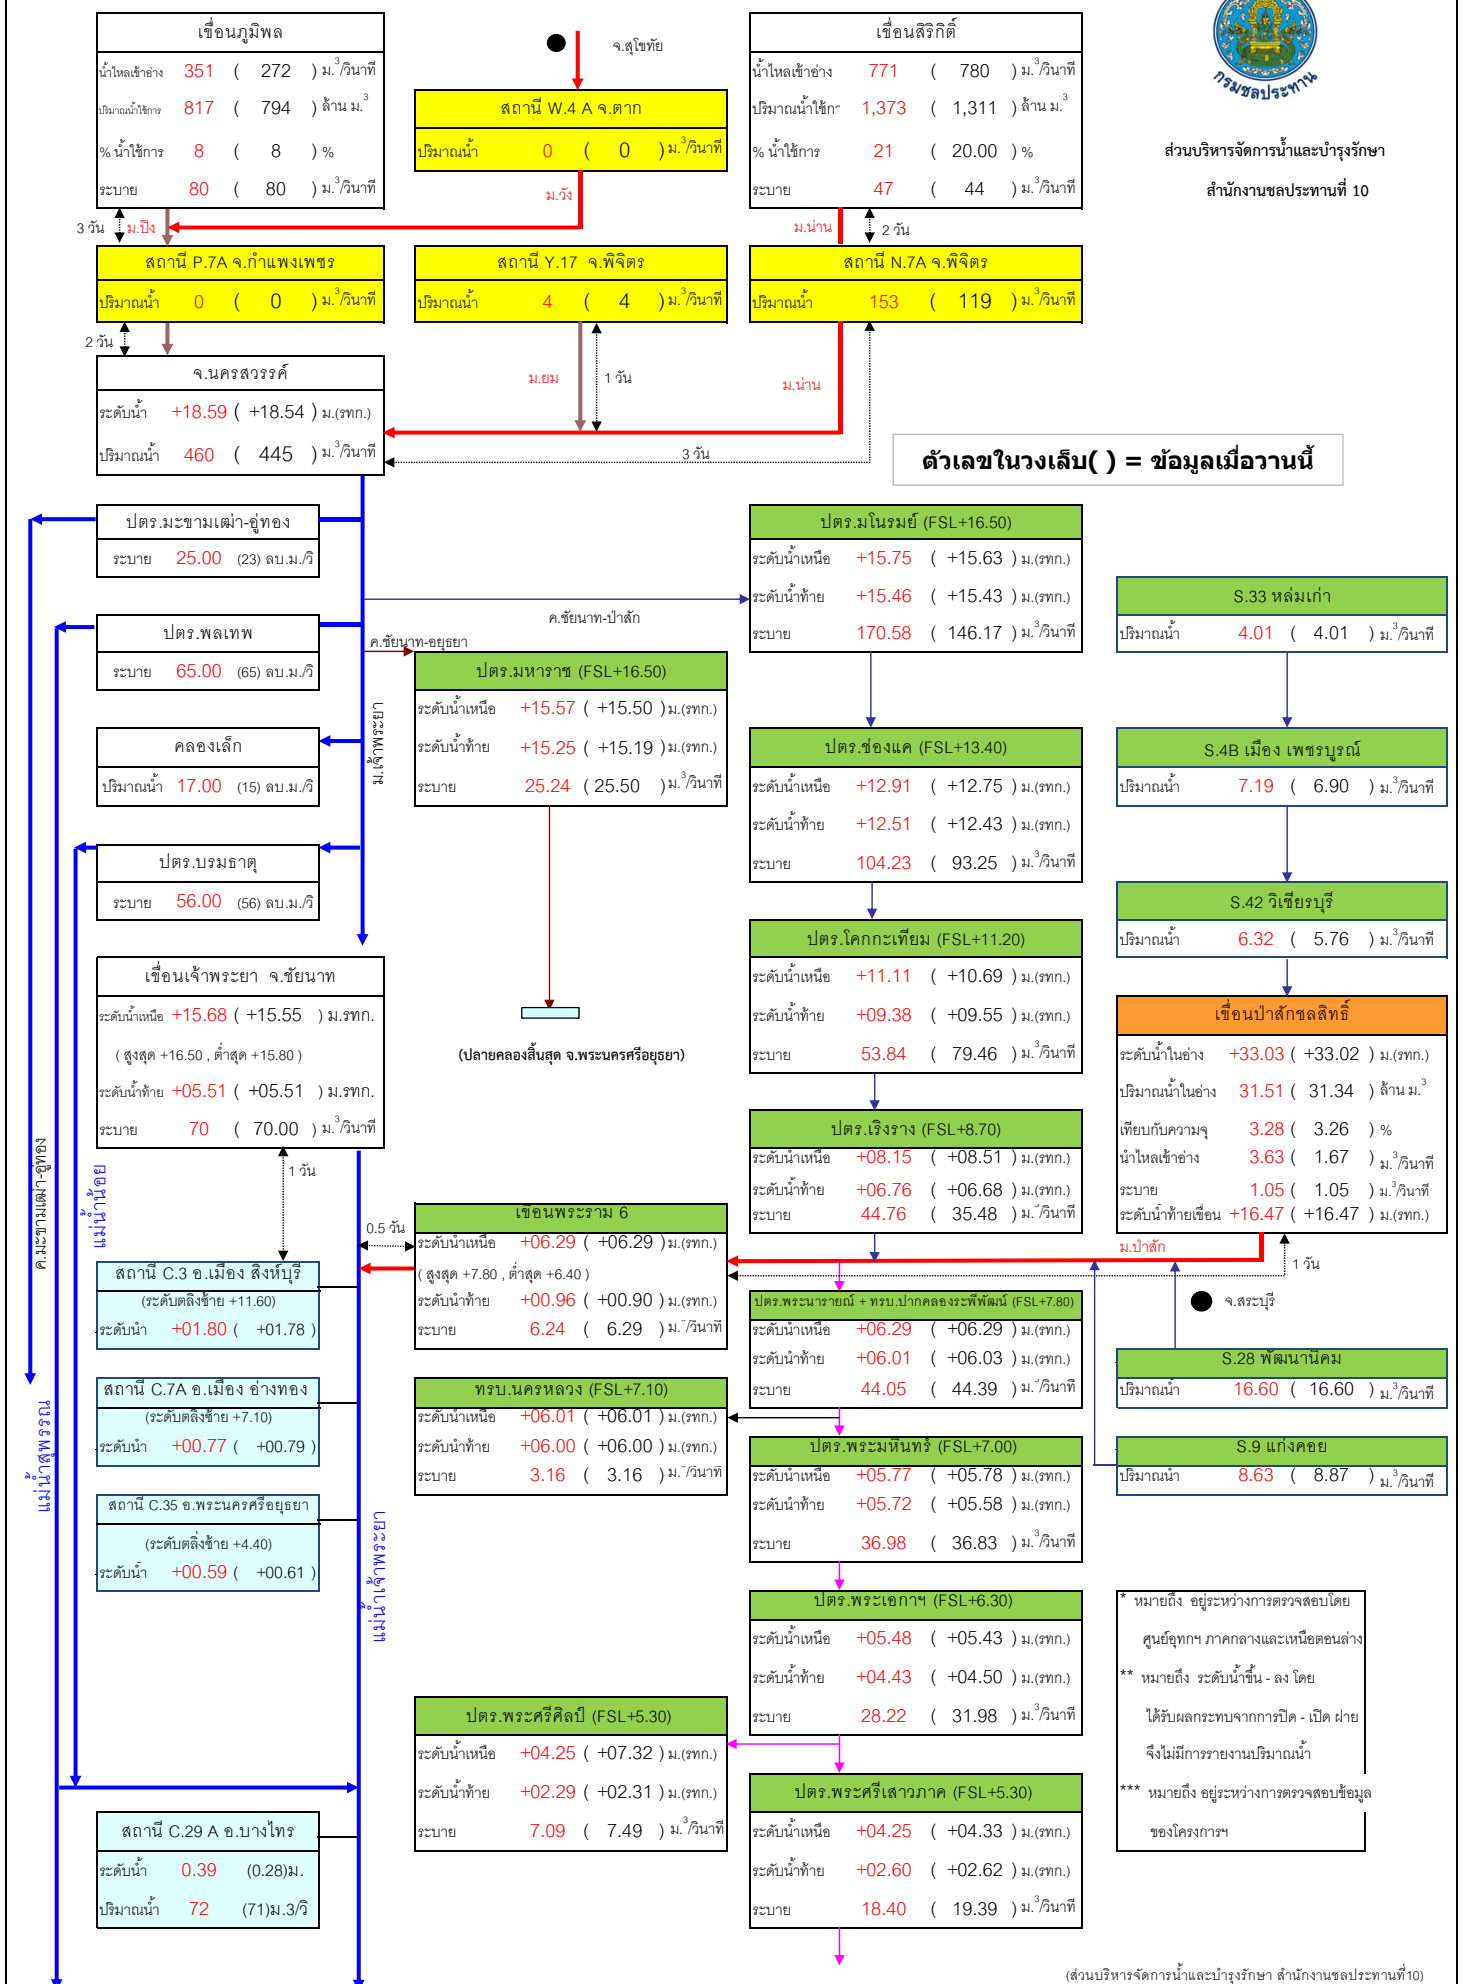 กรมชลประทาน
ส่วนบริหารจัดการน้ำและบำรุงรักษา
สำนักงานชลประทานที่ 10
เขื่อนภูมิพล
น้ำไหลเข้าอ่าง 351 ( 272 ) ม.3/วินาที
ปริมาณน้ำใช้การ 817 ( 794 ) ล้าน ม.3
% น้ำใช้การ 8 ( 8 ) %
ระบาย 80 ( 80 ) ม.3/วินาที
จ.สุโขทัย
สถานี W.4 A จ.ตาก
ปริมาณน้ำ 0 ( 0 ) ม.3/วินาที
ม.วัง
เขื่อนสิริกิติ์
น้ำไหลเข้าอ่าง 771 ( 780 ) ม.3/วินาที
ปริมาณน้ำใช้กา 1,373 ( 1,311 ) ล้าน ม.3
% น้ำใช้การ 21 ( 20.00 ) %
ระบาย 47 ( 44 ) ม.3/วินาที
3 วัน ม.ปิง
ม.น่าน 2 วัน
สถานี P.7A จ.กำแพงเพชร
ปริมาณน้ำ 0 ( 0 ) ม.3/วินาที
สถานี Y.17 จ.พิจิตร
ปริมาณน้ำ 4 ( 4 ) ม.3/วินาที
สถานี N.7A จ.พิจิตร
ปริมาณน้ำ 153 ( 119 ) ม.3/วินาที
2 วัน
จ.นครสวรรค์
ระดับน้ำ +18.59 ( +18.54 ) ม.(รทก.)
ปริมาณน้ำ 460 ( 445 ) ม.3/วินาที
ม.ยม 1 วัน
ม.น่าน
3 วัน
ตัวเลขในวงเล็บ( ) = ข้อมูลเมื่อวานนี้
ปตร.มะขามเฒ่า-อู่ทอง
ระบาย 25.00 (23) ลบ.ม./วิ
ปตร.พลเทพ
ระบาย 65.00 (65) ลบ.ม./วิ
คลองเล็ก
ปริมาณน้ำ 17.00 (15) ลบ.ม./วิ
ปตร.บรมธาตุ
ระบาย 56.00 (56) ลบ.ม./วิ
ม.เจ้าพระยา
ค.ชัยนาท-ป่าสัก
ค.ชัยนาท-อยุธยา
ปตร.มหาราช (FSL+16.50)
ระดับน้ำเหนือ +15.57 ( +15.50 ) ม.(รทก.)
ระดับน้ำท้าย +15.25 ( +15.19 ) ม.(รทก.)
ระบาย 25.24 ( 25.50 ) ม.3/วินาที
(ปลายคลองสิ้นสุด จ.พระนครศรีอยุธยา)
ปตร.มโนรมย์ (FSL+16.50)
ระดับน้ำเหนือ +15.75 ( +15.63 ) ม.(รทก.)
ระดับน้ำท้าย +15.46 ( +15.43 ) ม.(รทก.)
ระบาย 170.58 ( 146.17 ) ม.3/วินาที
ปตร.ช่องแค (FSL+13.40)
ระดับน้ำเหนือ +12.91 ( +12.75 ) ม.(รทก.)
ระดับน้ำท้าย +12.51 ( +12.43 ) ม.(รทก.)
ระบาย 104.23 ( 93.25 ) ม.3/วินาที
ปตร.โคกกะเทียม (FSL+11.20)
ระดับน้ำเหนือ +11.11 ( +10.69 ) ม.(รทก.)
ระดับน้ำท้าย +09.38 ( +09.55 ) ม.(รทก.)
ระบาย 53.84 ( 79.46 ) ม.3/วินาที
ปตร.เริงราง (FSL+8.70)
ระดับน้ำเหนือ +08.15 ( +08.51 ) ม.(รทก.)
ระดับน้ำท้าย +06.76 ( +06.68 ) ม.(รทก.)
ระบาย 44.76 ( 35.48 ) ม.3/วินาที
S.33 หล่มเก่า
ปริมาณน้ำ 4.01 ( 4.01 ) ม.3/วินาที
S.4B เมือง เพชรบูรณ์
ปริมาณน้ำ 7.19 ( 6.90 ) ม.3/วินาที
S.42 วิเชียรบุรี
ปริมาณน้ำ 6.32 ( 5.76 ) ม.3/วินาที
เขื่อนป่าสักชลสิทธิ์
ระดับน้ำในอ่าง +33.03 ( +33.02 ) ม.(รทก.)
ปริมาณน้ำในอ่าง 31.51 ( 31.34 ) ล้าน ม.3
เทียบกับความจุ 3.28 ( 3.26 ) %
น้ำไหลเข้าอ่าง 3.63 ( 1.67 ) ม.3/วินาที
ระบาย 1.05 ( 1.05 ) ม.3/วินาที
ระดับน้ำท้ายเขื่อน +16.47 ( +16.47 ) ม.(รทก.)
เขื่อนเจ้าพระยา จ.ชัยนาท
ระดับน้ำเหนือ +15.68 ( +15.55 ) ม.รทก.
( สูงสุด +16.50 , ต่ำสุด +15.80 )
ระดับน้ำท้าย +05.51 ( +05.51 ) ม.รทก.
ระบาย 70 ( 70.00 ) ม.3/วินาที
1 วัน
ค.มะขามเฒ่า-อู่ทอง
แม่น้ำน้อย
0.5 วัน
เขื่อนพระราม 6
ระดับน้ำเหนือ +06.29 ( +06.29 ) ม.(รทก.)
( สูงสุด +7.80 , ต่ำสุด +6.40 )
ระดับน้ำท้าย +00.96 ( +00.90 ) ม.(รทก.)
ระบาย 6.24 ( 6.29 ) ม.3/วินาที
ม.ป่าสัก
1 วัน
จ.สระบุรี
สถานี C.3 อ.เมือง สิงห์บุรี
(ระดับตลิ่งซ้าย +11.60)
ระดับน้ำ +01.80 ( +01.78 )
สถานี C.7A อ.เมือง อ่างทอง
(ระดับตลิ่งซ้าย +7.10)
ระดับน้ำ +00.77 ( +00.79 )
สถานี C.35 อ.พระนครศรีอยุธยา
(ระดับตลิ่งซ้าย +4.40)
ระดับน้ำ +00.59 ( +00.61 )
แม่น้ำสุพรรณ
แม่น้ำเจ้าพระยา
ทรบ.นครหลวง (FSL+7.10)
ระดับน้ำเหนือ +06.01 ( +06.01 ) ม.(รทก.)
ระดับน้ำท้าย +06.00 ( +06.00 ) ม.(รทก.)
ระบาย 3.16 ( 3.16 ) ม.3/วินาที
ปตร.พระนารายณ์ + ทรบ.ปากคลองระพีพัฒน์ (FSL+7.80)
ระดับน้ำเหนือ +06.29 ( +06.29 ) ม.(รทก.)
ระดับน้ำท้าย +06.01 ( +06.03 ) ม.(รทก.)
ระบาย 44.05 ( 44.39 ) ม.3/วินาที
ปตร.พระมหินทร์ (FSL+7.00)
ระดับน้ำเหนือ +05.77 ( +05.78 ) ม.(รทก.)
ระดับน้ำท้าย +05.72 ( +05.58 ) ม.(รทก.)
ระบาย 36.98 ( 36.83 ) ม.3/วินาที
S.28 พัฒนานิคม
ปริมาณน้ำ 16.60 ( 16.60 ) ม.3/วินาที
S.9 แก่งคอย
ปริมาณน้ำ 8.63 ( 8.87 ) ม.3/วินาที
ปตร.พระเอกาฯ (FSL+6.30)
ระดับน้ำเหนือ +05.48 ( +05.43 ) ม.(รทก.)
ระดับน้ำท้าย +04.43 ( +04.50 ) ม.(รทก.)
ระบาย 28.22 ( 31.98 ) ม.3/วินาที
* หมายถึง อยู่ระหว่างการตรวจสอบโดย
ศูนย์อุทกฯ ภาคกลางและเหนือตอนล่าง
** หมายถึง ระดับน้ำขึ้น - ลง โดย
ได้รับผลกระทบจากการปิด - เปิด ฝาย
จึงไม่มีการรายงานปริมาณน้ำ
*** หมายถึง อยู่ระหว่างการตรวจสอบข้อมูล
ของโครงการฯ
ปตร.พระศรีศิลป์ (FSL+5.30)
ระดับน้ำเหนือ +04.25 ( +07.32 ) ม.(รทก.)
ระดับน้ำท้าย +02.29 ( +02.31 ) ม.(รทก.)
ระบาย 7.09 ( 7.49 ) ม.3/วินาที
ปตร.พระศรีเสาวภาค (FSL+5.30)
ระดับน้ำเหนือ +04.25 ( +04.33 ) ม.(รทก.)
ระดับน้ำท้าย +02.60 ( +02.62 ) ม.(รทก.)
ระบาย 18.40 ( 19.39 ) ม.3/วินาที
สถานี C.29 A อ.บางไทร
ระดับน้ำ 0.39 (0.28)ม.
ปริมาณน้ำ 72 (71)ม.3/วิ
(ส่วนบริหารจัดการน้ำและบำรุงรักษา สำนักงานชลประทานที่10)